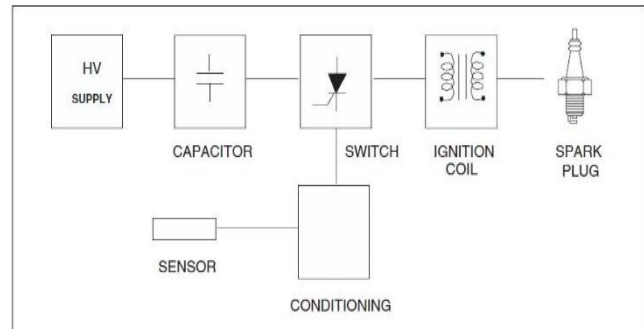 HV
SUPPLY
CAPACITOR
SWITCH
IGNITION
COIL
SPARK
PLUG
SENSOR
CONDITIONING